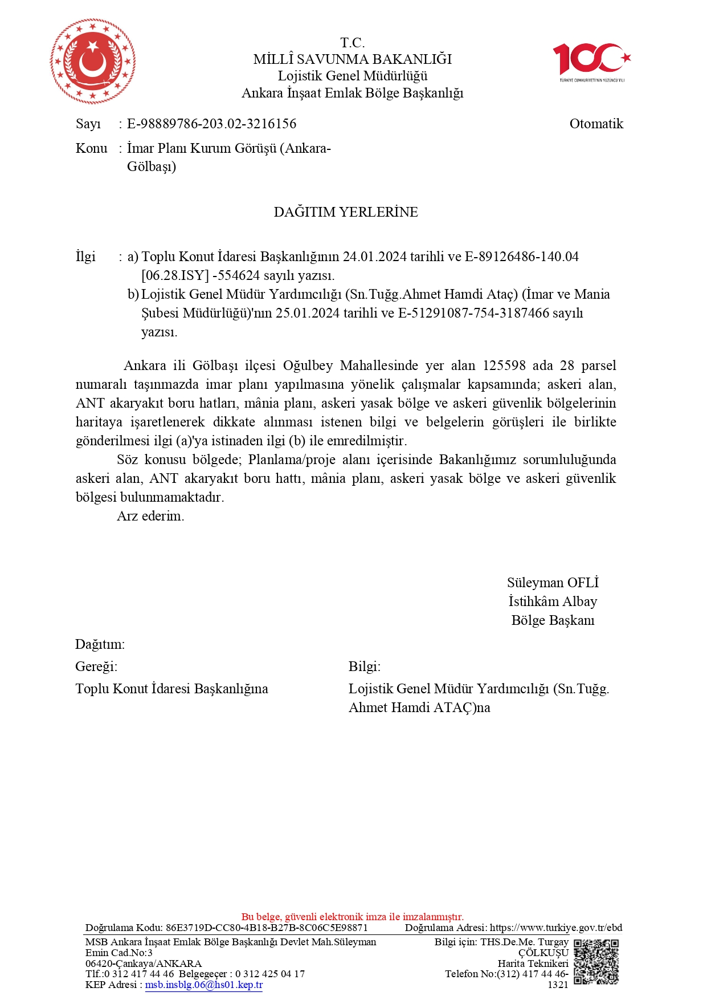 T.C.
MİLLÎ SAVUNMA BAKANLIĞI
Lojistik Genel Müdürlüğü
Ankara İnşaat Emlak Bölge Başkanlığı
100
TÜRKİYE CUMHURİYETİ'NİN YÜZÜNCÜ YILI
Sayı : E-98889786-203.02-3216156 Otomatik
Konu : İmar Planı Kurum Görüşü (Ankara-
Gölbaşı)
DAĞITIM YERLERİNE
İlgi : a) Toplu Konut İdaresi Başkanlığının 24.01.2024 tarihli ve E-89126486-140.04
[06.28.ISY] -554624 sayılı yazısı.
b) Lojistik Genel Müdür Yardımcılığı (Sn.Tuğg.Ahmet Hamdi Ataç) (İmar ve Mania
Şubesi Müdürlüğü)'nın 25.01.2024 tarihli ve E-51291087-754-3187466 sayılı
yazısı.
Ankara ili Gölbaşı ilçesi Oğulbey Mahallesinde yer alan 125598 ada 28 parsel
numaralı taşınmazda imar planı yapılmasına yönelik çalışmalar kapsamında; askeri alan,
ANT akaryakıt boru hatları, mânia planı, askeri yasak bölge ve askeri güvenlik bölgelerinin
haritaya işaretlenerek dikkate alınması istenen bilgi ve belgelerin görüşleri ile birlikte
gönderilmesi ilgi (a)'ya istinaden ilgi (b) ile emredilmiştir.
Söz konusu bölgede; Planlama/proje alanı içerisinde Bakanlığımız sorumluluğunda
askeri alan, ANT akaryakıt boru hattı, mânia planı, askeri yasak bölge ve askeri güvenlik
bölgesi bulunmamaktadır.
Arz ederim.
Süleyman OFLİ
İstihkâm Albay
Bölge Başkanı
Dağıtım:
Gereği: Bilgi:
Toplu Konut İdaresi Başkanlığına Lojistik Genel Müdür Yardımcılığı (Sn.Tuğg.
Ahmet Hamdi ATAÇ)na
Bu belge, güvenli elektronik imza ile imzalanmıştır.
Doğrulama Kodu: 86E3719D-CC80-4B18-B27B-8C06C5E98871 Doğrulama Adresi: https://www.turkiye.gov.tr/ebd
MSB Ankara İnşaat Emlak Bölge Başkanlığı Devlet Mah.Süleyman Bilgi için: THS.De.Me. Turgay
Emin Cad.No:3 ÇÖLKUŞU
06420-Çankaya/ANKARA Harita Teknikeri
Tlf.:0 312 417 44 46 Belgegeçer : 0 312 425 04 17 Telefon No:(312) 417 44 46-
KEP Adresi : msb.insblg.06@hs01.kep.tr 1321